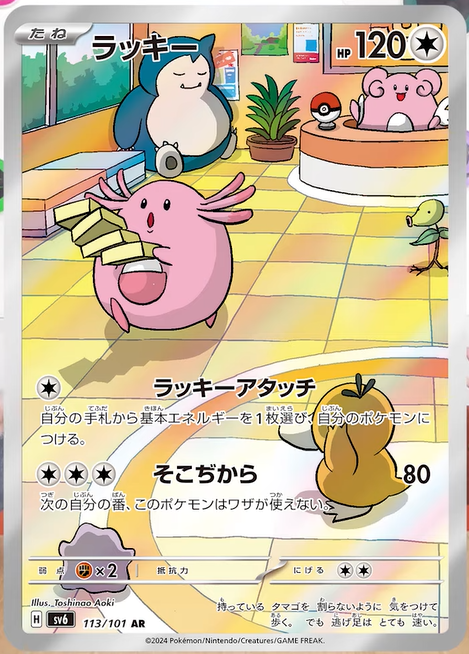 たね ラッキー HP 120
ラッキーアタッチ
自分の手札から基本エネルギーを1枚選び、自分のポケモンに
つける。
そこぢから 80
次の自分の番、このポケモンはワザが使えない。
弱点 ×2 抵抗力 にげる
Illus. Toshinao Aoki
H sv6 113/101 AR
持っている タマゴを 割らないように 気をつけて
歩く。 でも 逃げ足は とても 速い。
©2024 Pokémon/Nintendo/Creatures/GAME FREAK.